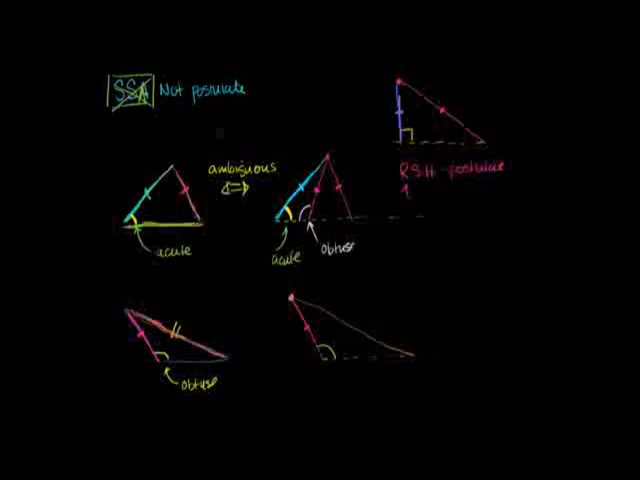 SSA Not postulate
RSH - postulate
ambiguous
acute
acute
obtuse
obtuse